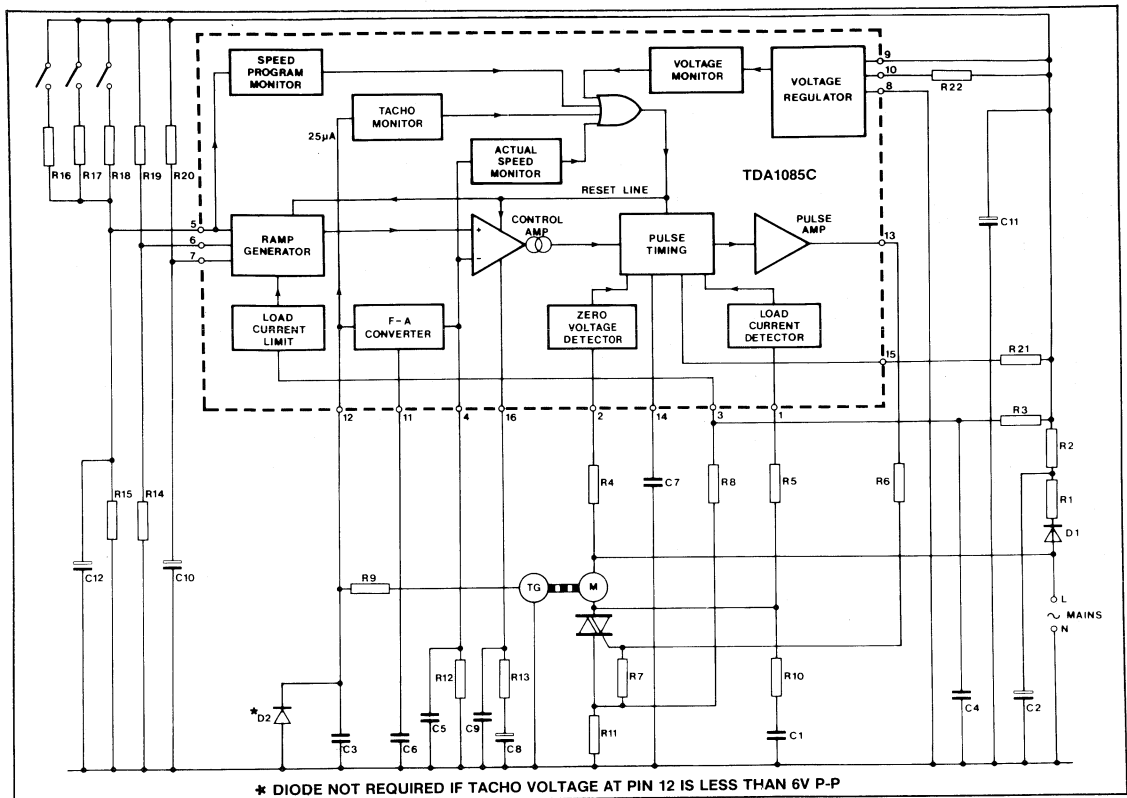 SPEED
PROGRAM
MONITOR
VOLTAGE
MONITOR
VOLTAGE
REGULATOR
9
10
8
R22
TACHO
MONITOR
25µA
ACTUAL
SPEED
MONITOR
TDA1085C
R16
R17
R18
R19
R20
RESET LINE
C11
5
6
7
RAMP
GENERATOR
+
-
CONTROL
AMP
PULSE
TIMING
PULSE
AMP
13
LOAD
CURRENT
LIMIT
F-A
CONVERTER
ZERO
VOLTAGE
DETECTOR
LOAD
CURRENT
DETECTOR
15
R21
12
11
4
16
2
14
3
1
R3
R2
R15
R14
R4
C7
R8
R5
R6
R1
D1
C12
C10
R9
TG
M
L
∼ MAINS
N
R12
R13
R7
R10
*D2
C3
C6
C5
C9
C8
R11
C1
C4
C2
* DIODE NOT REQUIRED IF TACHO VOLTAGE AT PIN 12 IS LESS THAN 6V P-P